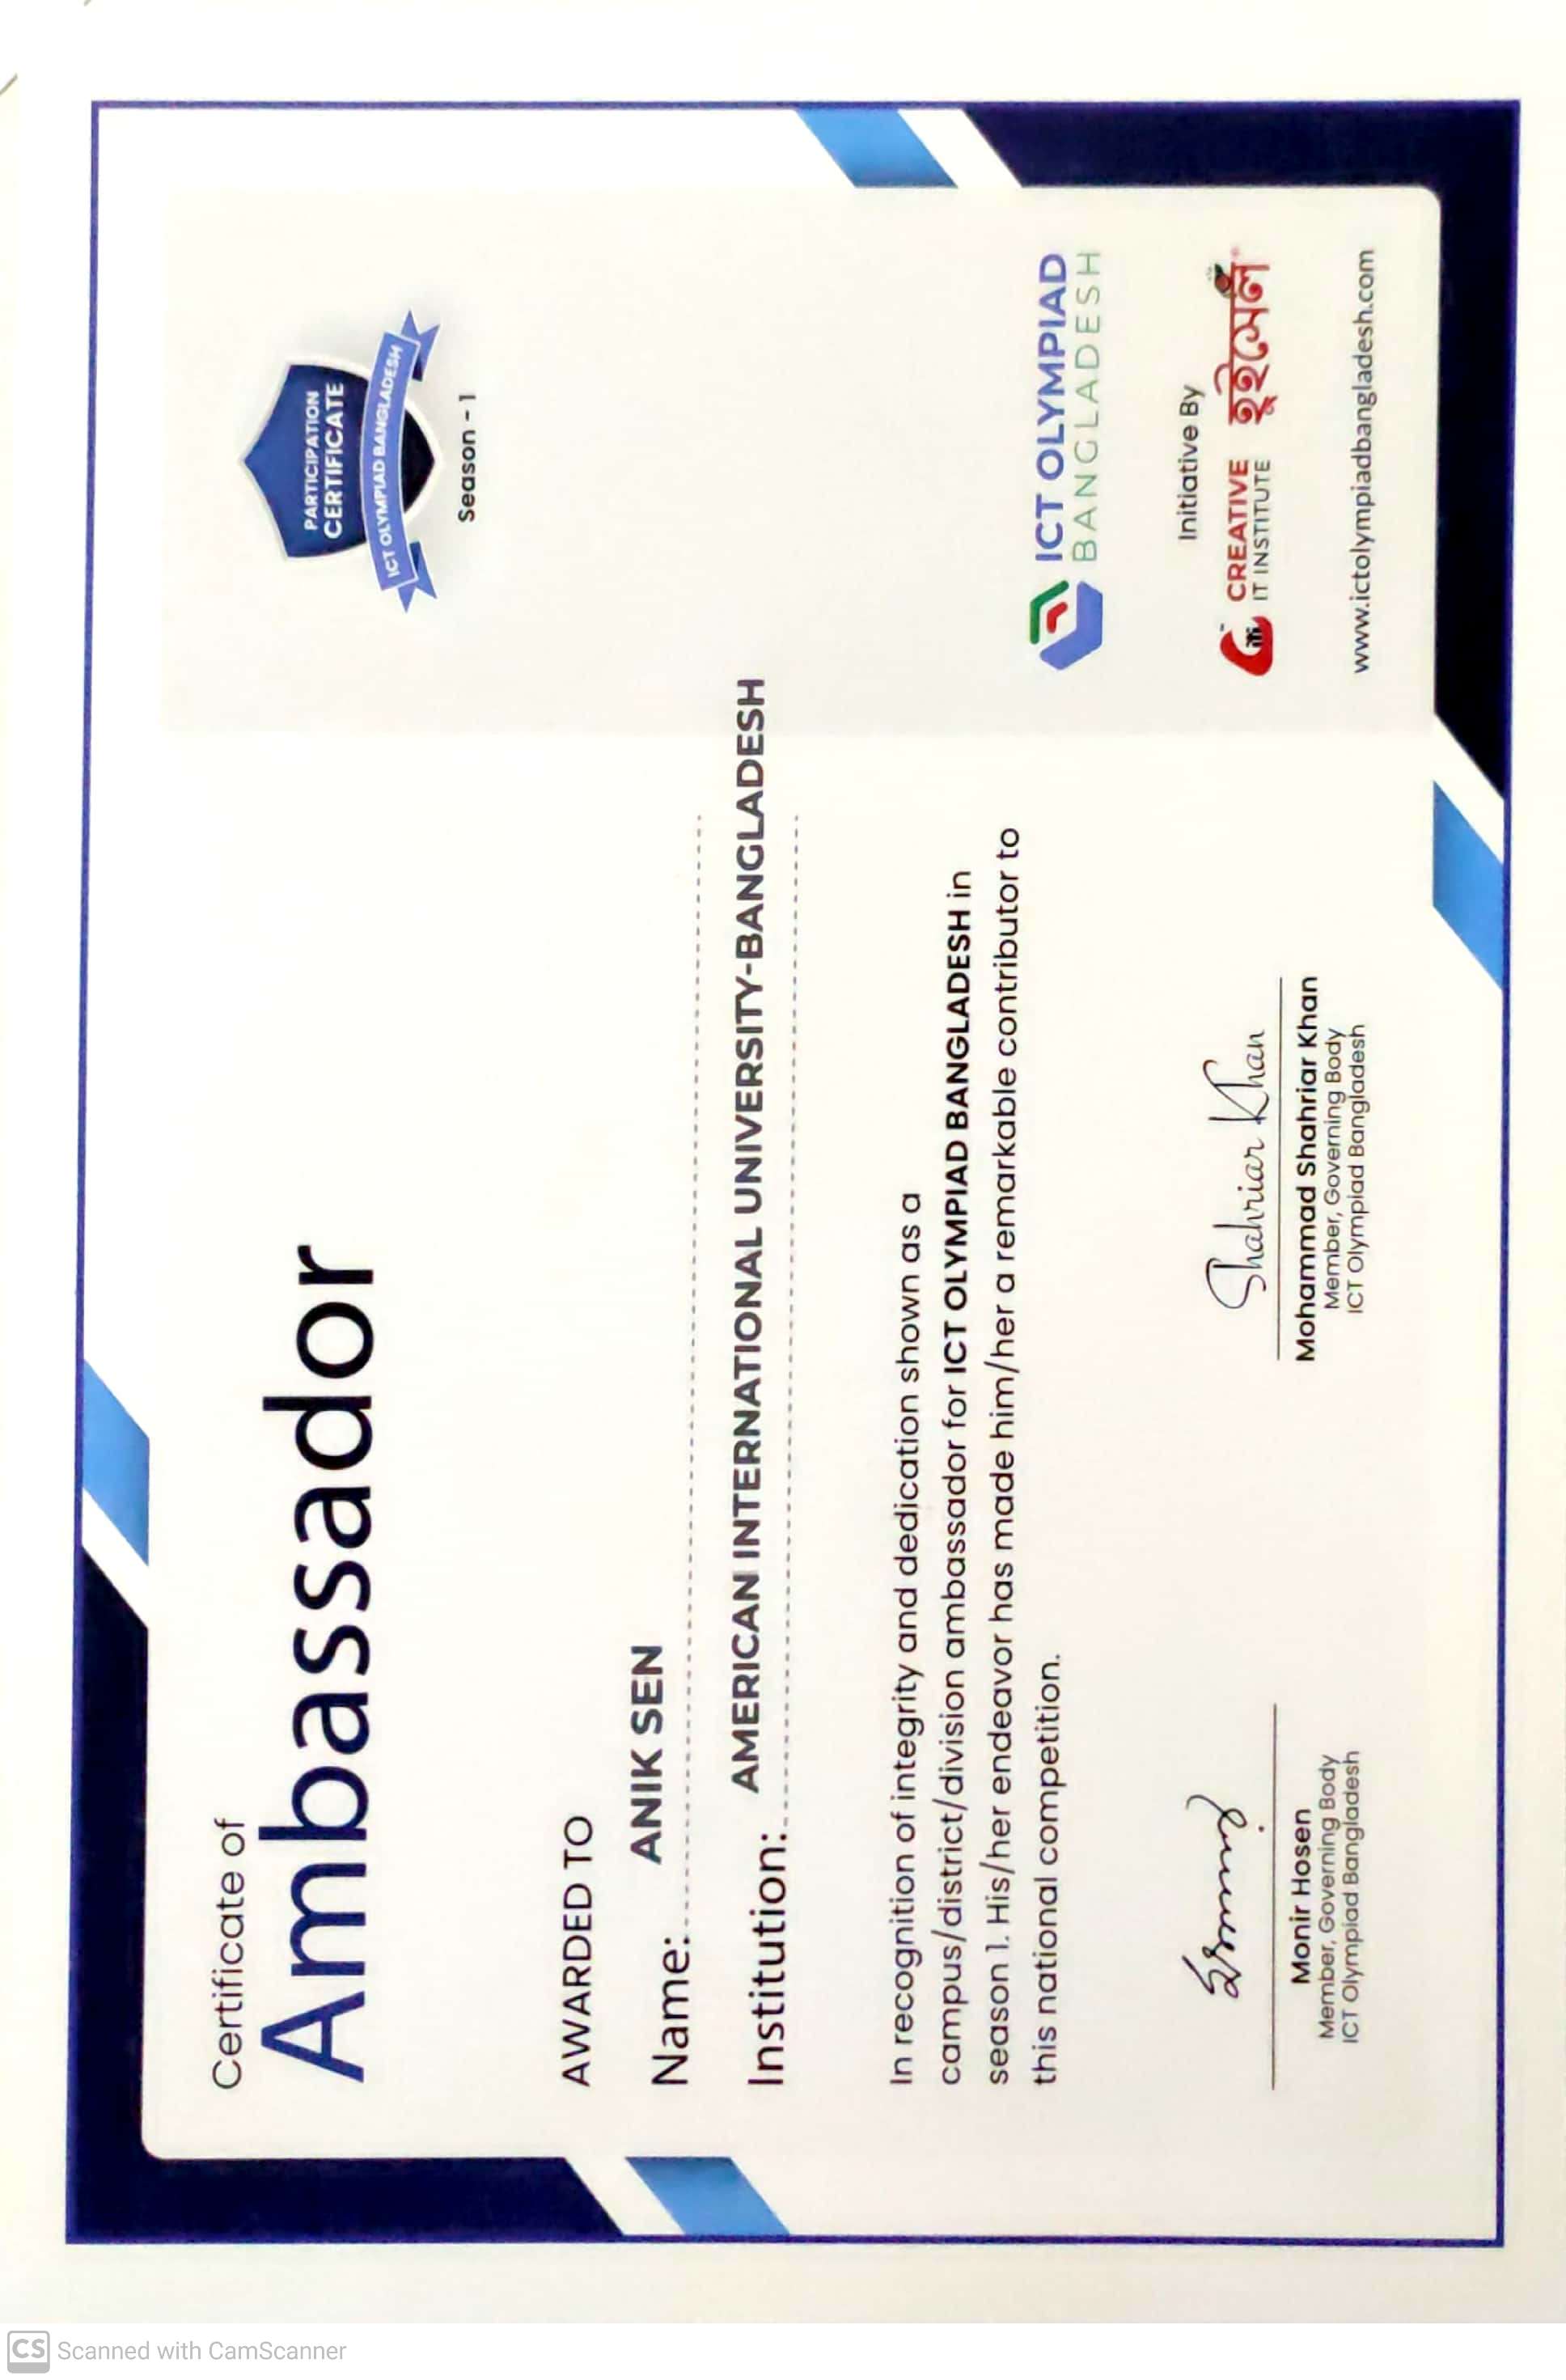 CS Scanned with CamScanner
Certificate of
Ambassador
PARTICIPATION
CERTIFICATE
ICT OLYMPIAD BANGLADESH
Season - 1
AWARDED TO
Name: ANIK SEN
Institution: AMERICAN INTERNATIONAL UNIVERSITY-BANGLADESH
In recognition of integrity and dedication shown as a
campus/district/division ambassador for ICT OLYMPIAD BANGLADESH in
season 1. His/her endeavor has made him/her a remarkable contributor to
this national competition.
Shahriar Khan
Monir Hosen
Member, Governing Body
ICT Olympiad Bangladesh
Mohammad Shahriar Khan
Member, Governing Body
ICT Olympiad Bangladesh
ICT OLYMPIAD
BANGLADESH
Initiative By
CREATIVE
IT INSTITUTE
হুইসেল
www.ictolympiadbangladesh.com